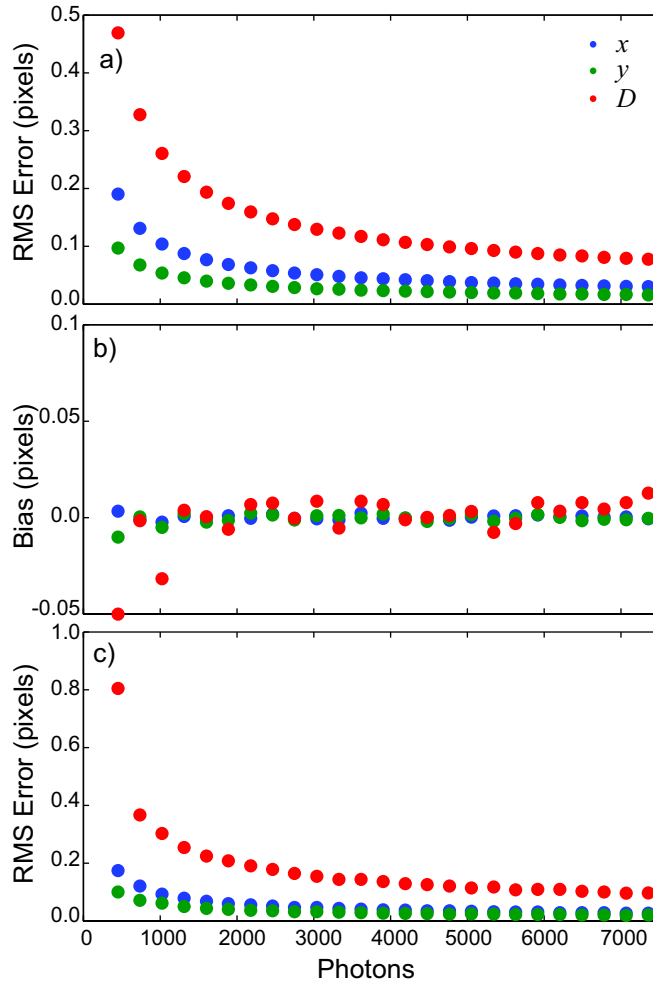 0.5
a)
x
y
D
0.4
0.3
0.2
0.1
0.0
RMS Error (pixels)
0.1
b)
0.05
0.0
-0.05
Bias (pixels)
1.0
c)
0.8
0.6
0.4
0.2
0.0
RMS Error (pixels)
0 1000 2000 3000 4000 5000 6000 7000
Photons